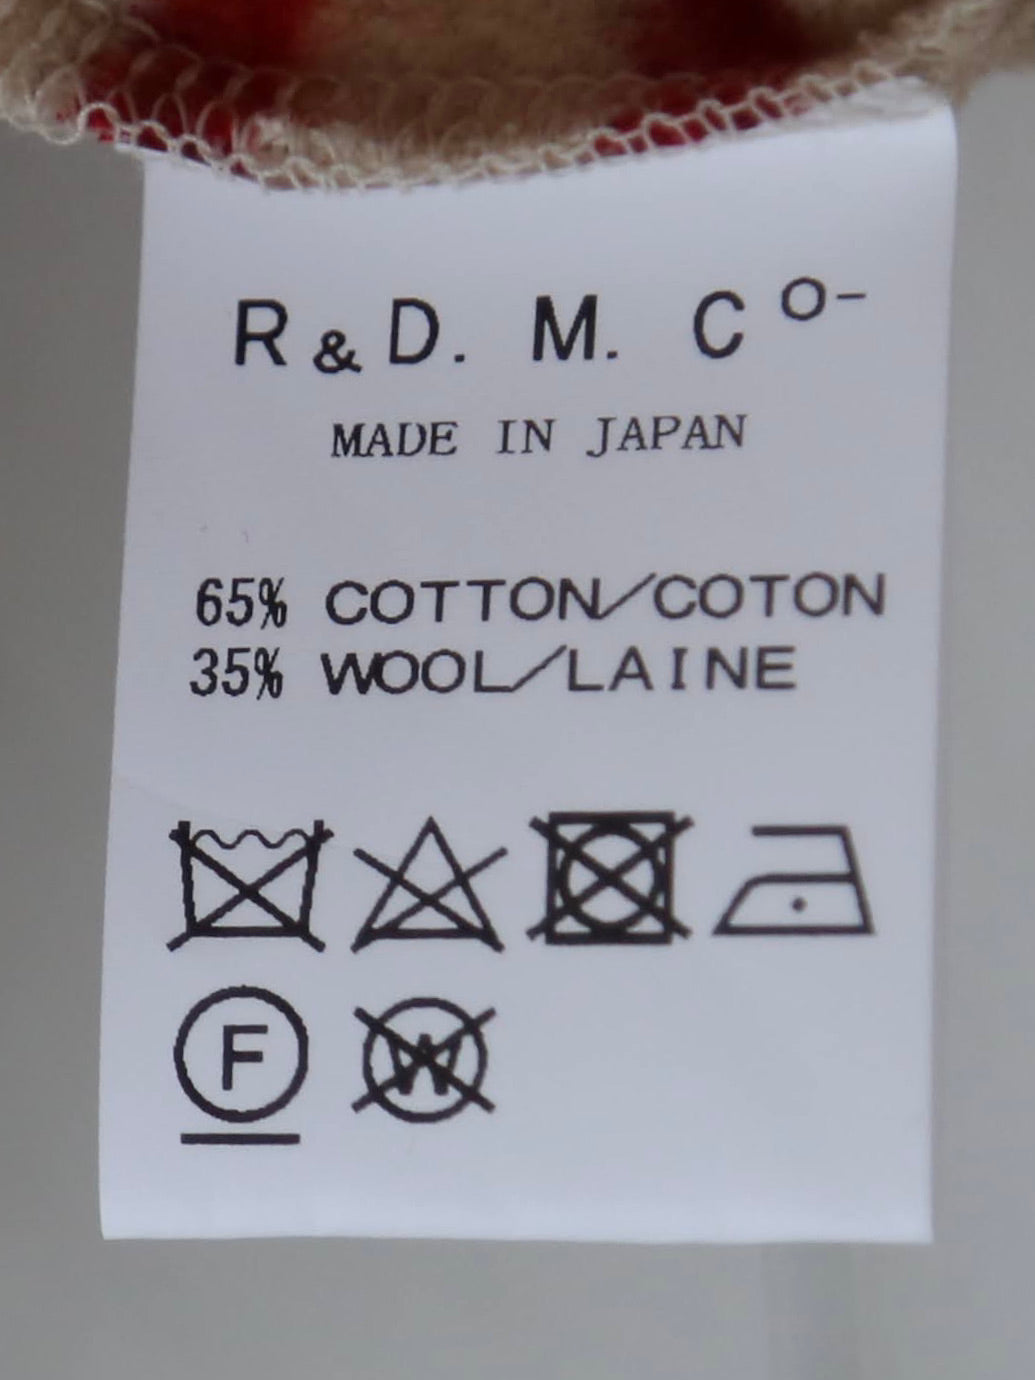 R&D. M. Cº-
MADE IN JAPAN
65% COTTON/COTON
35% WOOL/LAINE
F
W